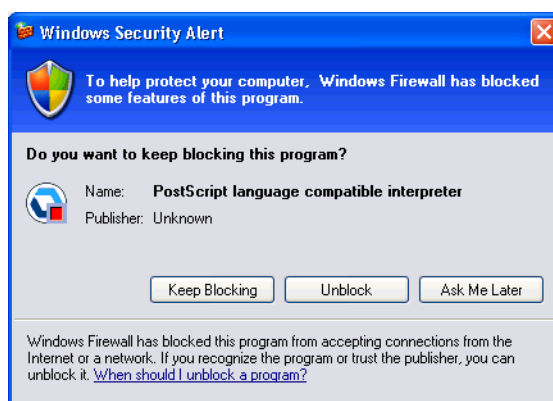 Windows Security Alert
To help protect your computer, Windows Firewall has blocked
some features of this program.
Do you want to keep blocking this program?
Name: PostScript language compatible interpreter
Publisher: Unknown
Keep Blocking Unblock Ask Me Later
Windows Firewall has blocked this program from accepting connections from the
Internet or a network. If you recognize the program or trust the publisher, you can
unblock it. When should I unblock a program?